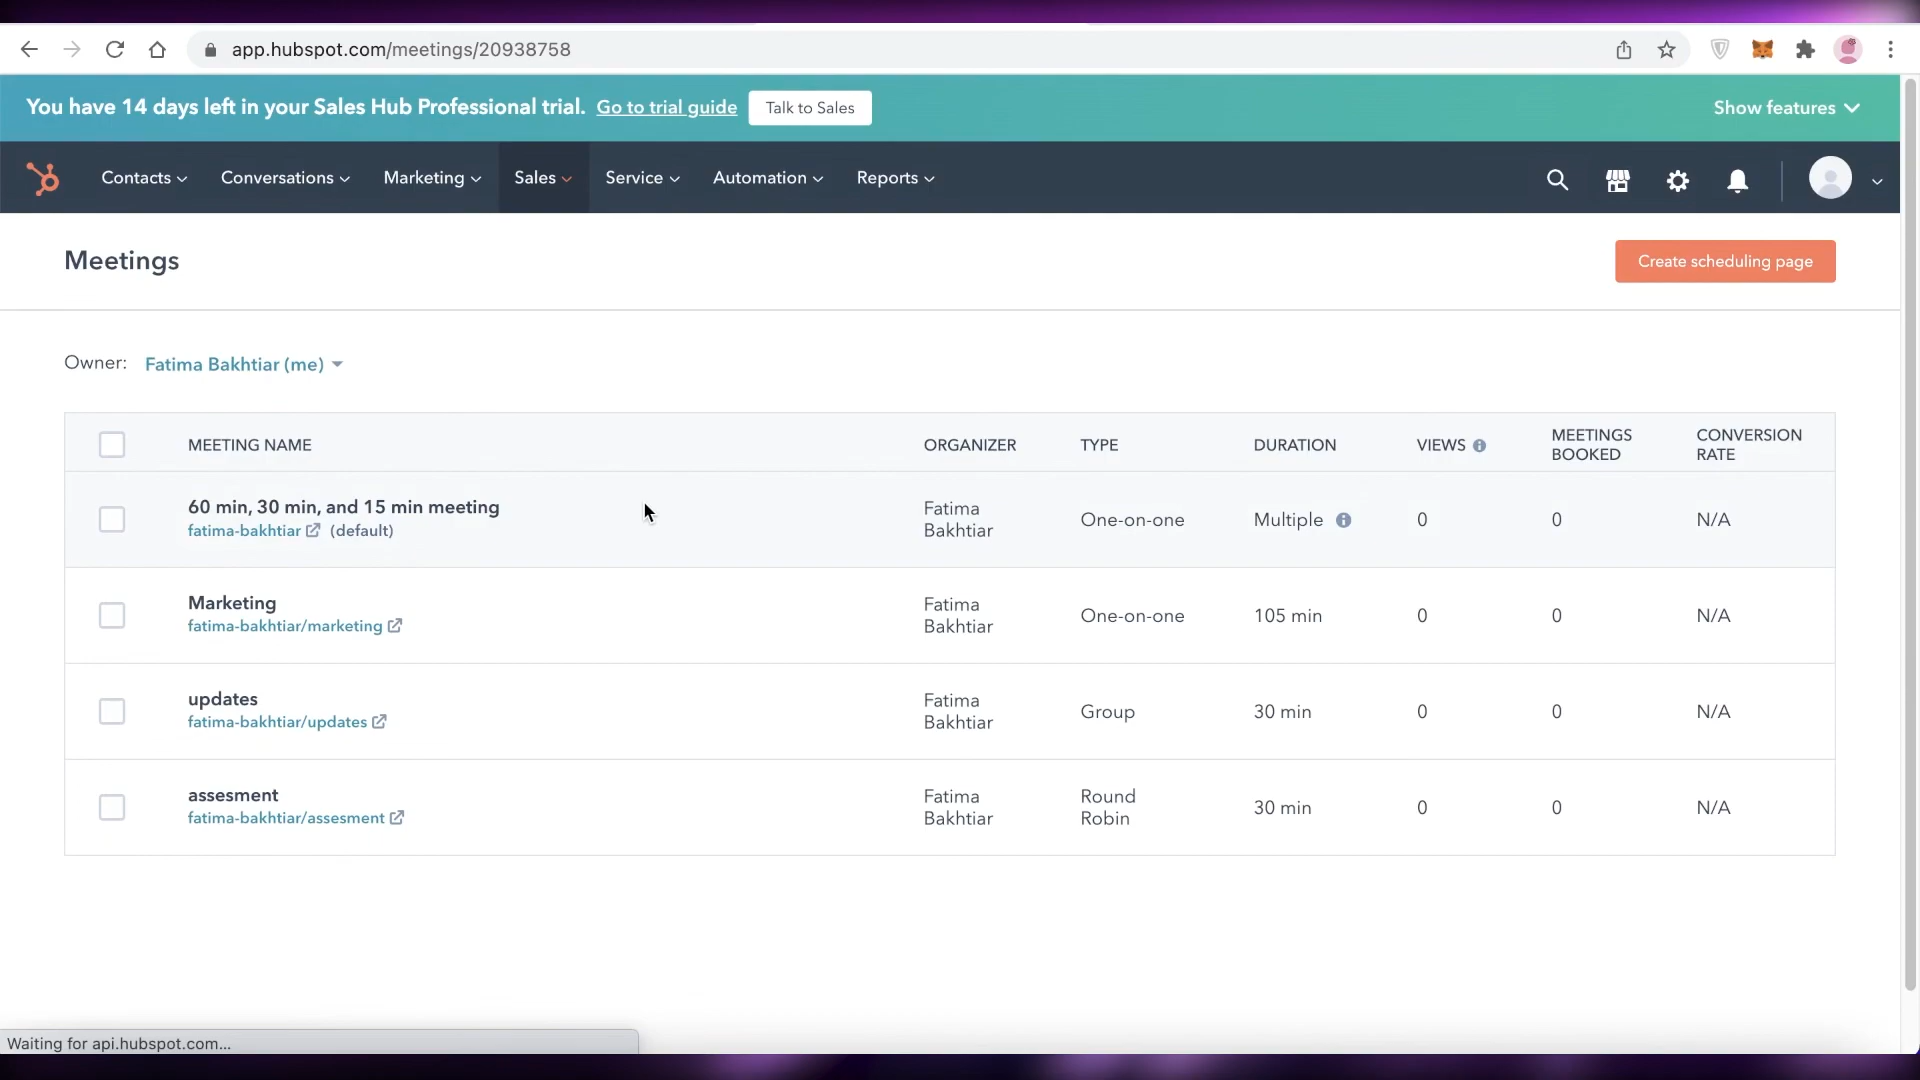 app.hubspot.com/meetings/20938758
You have 14 days left in your Sales Hub Professional trial. Go to trial guide Talk to Sales Show features
Contacts Conversations Marketing Sales Service Automation Reports
Meetings
Create scheduling page
Owner: Fatima Bakhtiar (me)
MEETING NAME ORGANIZER TYPE DURATION VIEWS MEETINGS BOOKED CONVERSION RATE
60 min, 30 min, and 15 min meeting
fatima-bakhtiar (default)
Fatima Bakhtiar One-on-one Multiple 0 0 N/A
Marketing
fatima-bakhtiar/marketing
Fatima Bakhtiar One-on-one 105 min 0 0 N/A
updates
fatima-bakhtiar/updates
Fatima Bakhtiar Group 30 min 0 0 N/A
assesment
fatima-bakhtiar/assesment
Fatima Bakhtiar Round Robin 30 min 0 0 N/A
Waiting for api.hubspot.com...